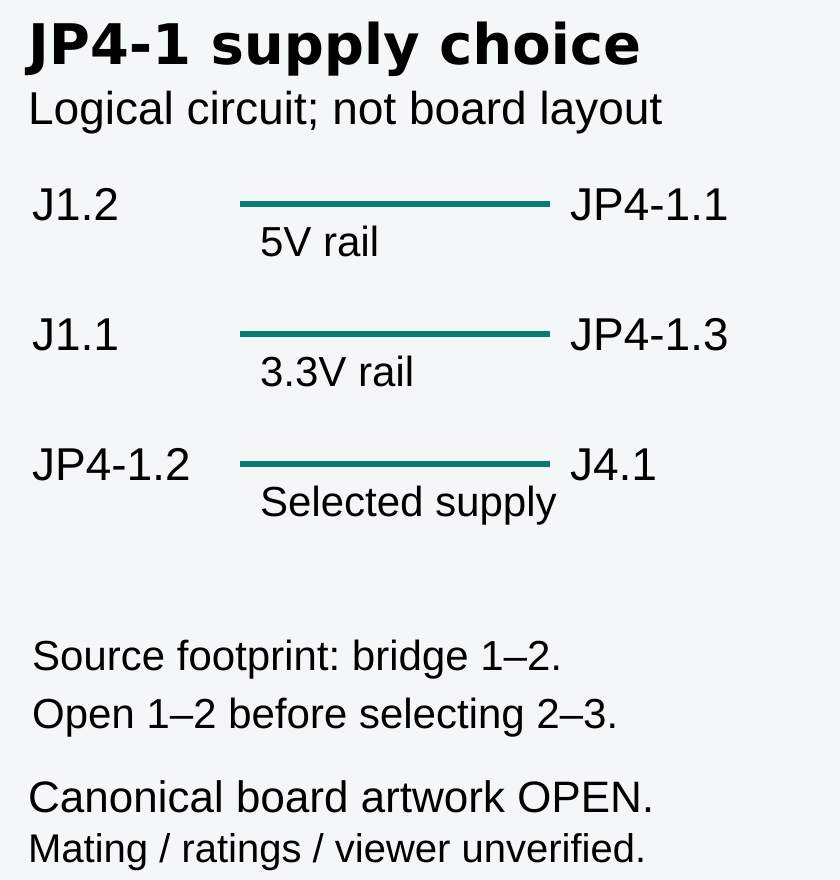 JP4-1 supply choice
Logical circuit; not board layout
J1.2 JP4-1.1
5V rail
J1.1 JP4-1.3
3.3V rail
JP4-1.2 J4.1
Selected supply
Source footprint: bridge 1–2.
Open 1–2 before selecting 2–3.
Canonical board artwork OPEN.
Mating / ratings / viewer unverified.